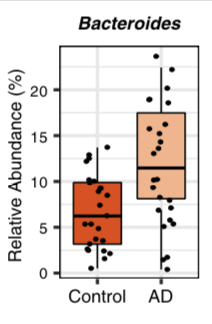 Bacteroides
Relative Abundance (%)
20
15
10
5
0
Control AD